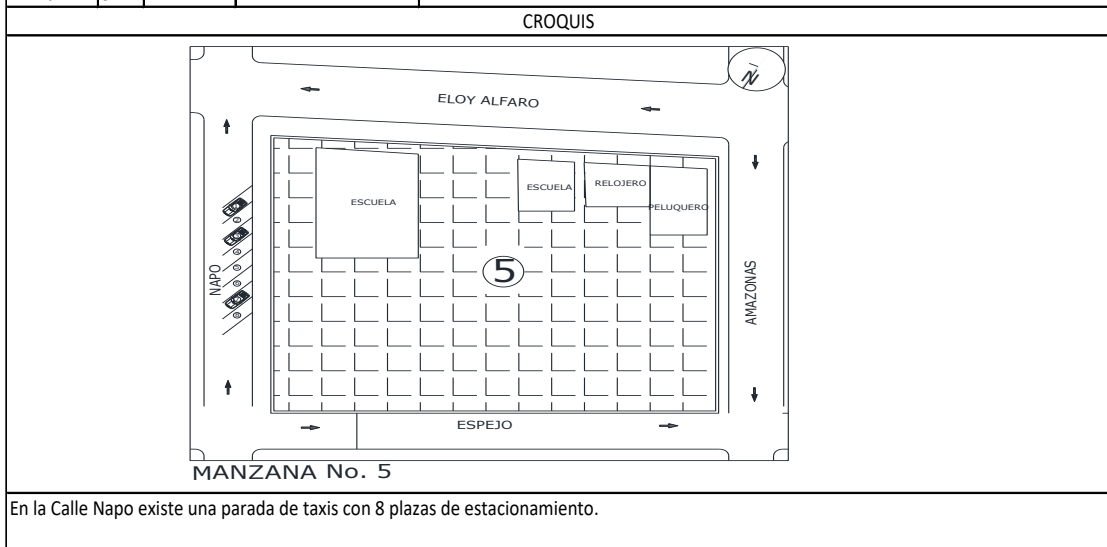 CROQUIS
N
ELOY ALFARO
ESCUELA
ESCUELA
RELOJERO
PELUQUERO
5
NAPO
AMAZONAS
ESPEJO
MANZANA No. 5
En la Calle Napo existe una parada de taxis con 8 plazas de estacionamiento.